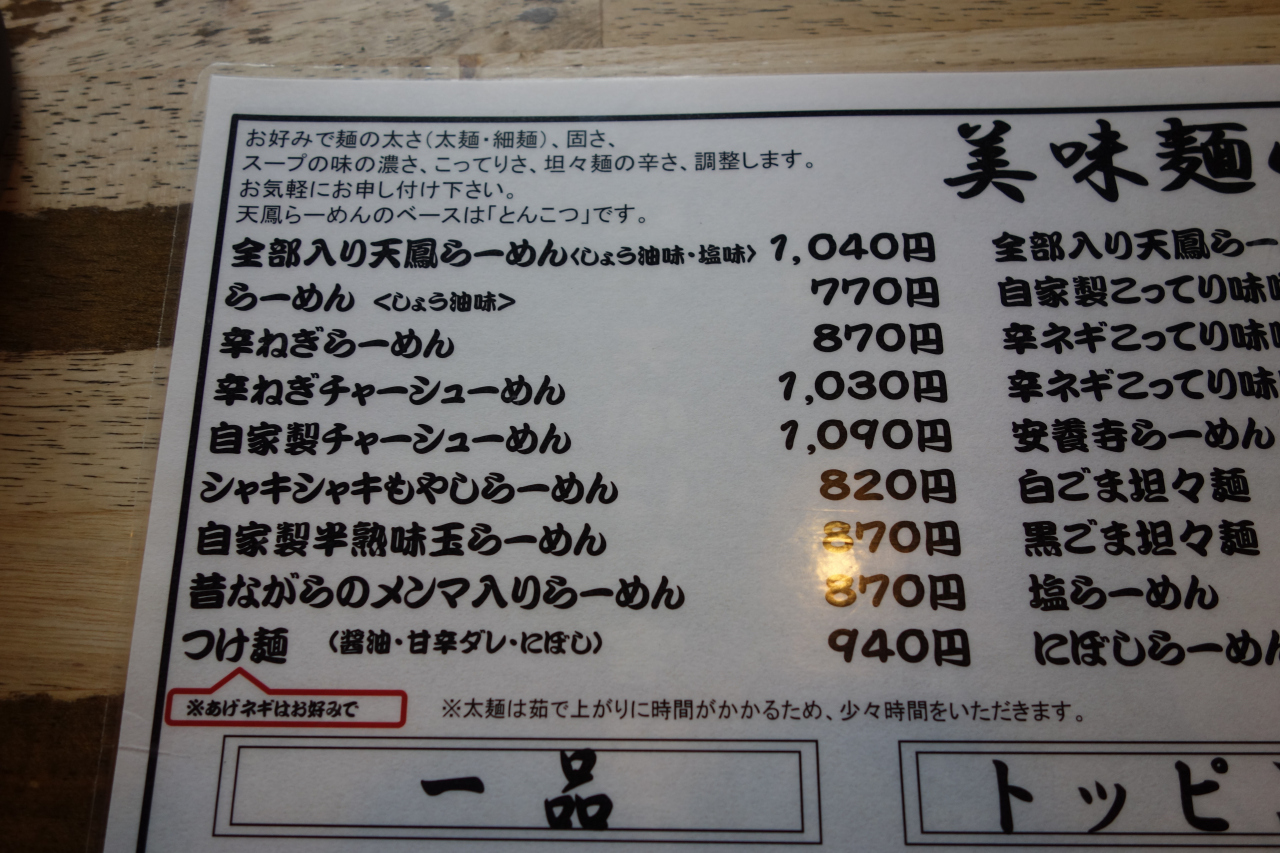 お好みで麺の太さ(太麺・細麺)、固さ、
スープの味の濃さ、こってりさ、坦々麺の辛さ、調整します。
お気軽にお申し付け下さい。
天鳳らーめんのベースは「とんこつ」です。
美味麺
全部入り天鳳らーめん<しょう油味・塩味> 1,040円
らーめん <しょう油味> 770円
辛ねぎらーめん 870円
辛ねぎチャーシューめん 1,030円
自家製チャーシューめん 1,090円
シャキシャキもやしらーめん 820円
自家製半熟味玉らーめん 870円
昔ながらのメンマ入りらーめん 870円
つけ麺 (醤油・甘辛ダレ・にぼし) 940円
※あげネギはお好みで
※太麺は茹で上がりに時間がかかるため、少々時間をいただきます。
全部入り天鳳らー
自家製こってり味
辛ネギこってり味
辛ネギこってり味
安養寺らーめん
白ごま坦々麺
黒ごま坦々麺
塩らーめん
にぼしらーめん
一品
トッピ